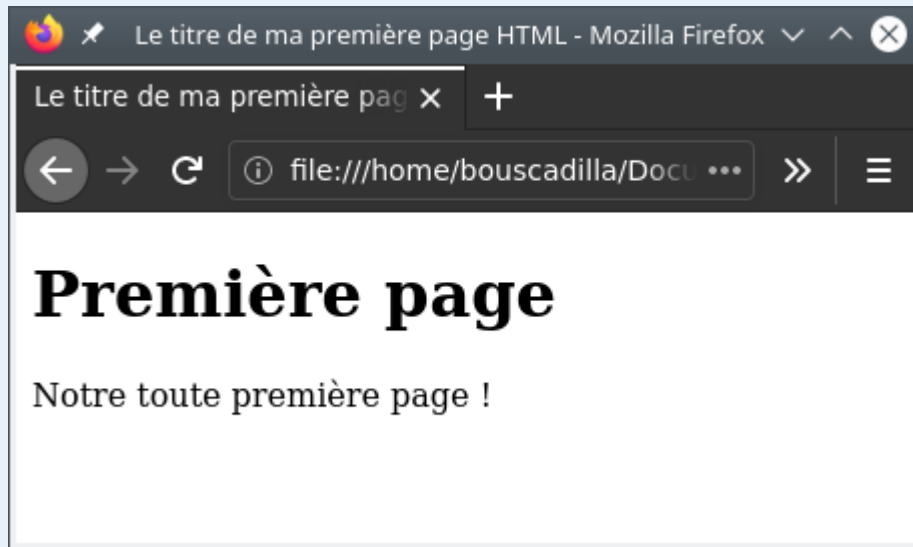 Le titre de ma première page HTML - Mozilla Firefox
Le titre de ma première pag
file:///home/bouscadilla/Docu
Première page
Notre toute première page !